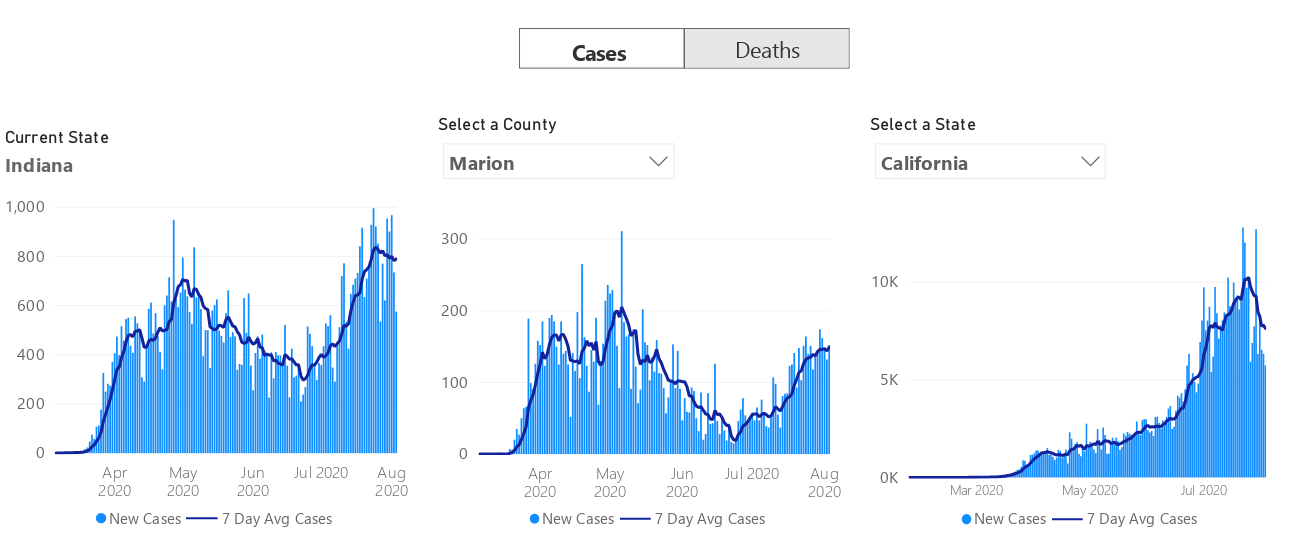 Cases
Deaths
Current State
Indiana
1,000
800
600
400
200
0
Apr 2020
May 2020
Jun 2020
Jul 2020
Aug 2020
New Cases
7 Day Avg Cases
Select a County
Marion
300
200
100
0
Apr 2020
May 2020
Jun 2020
Jul 2020
Aug 2020
New Cases
7 Day Avg Cases
Select a State
California
10K
5K
0K
Mar 2020
May 2020
Jul 2020
New Cases
7 Day Avg Cases